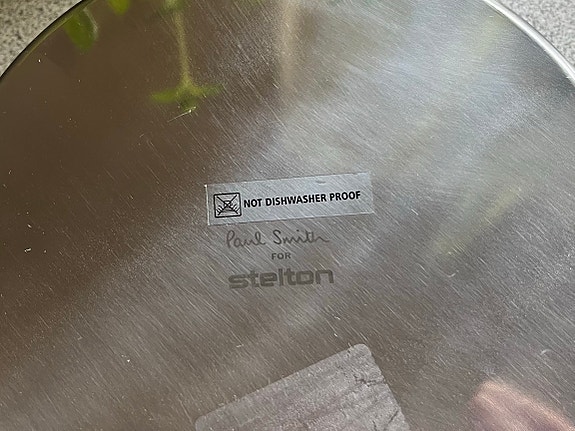 NOT DISHWASHER PROOF
Paul Smith
FOR
stelton